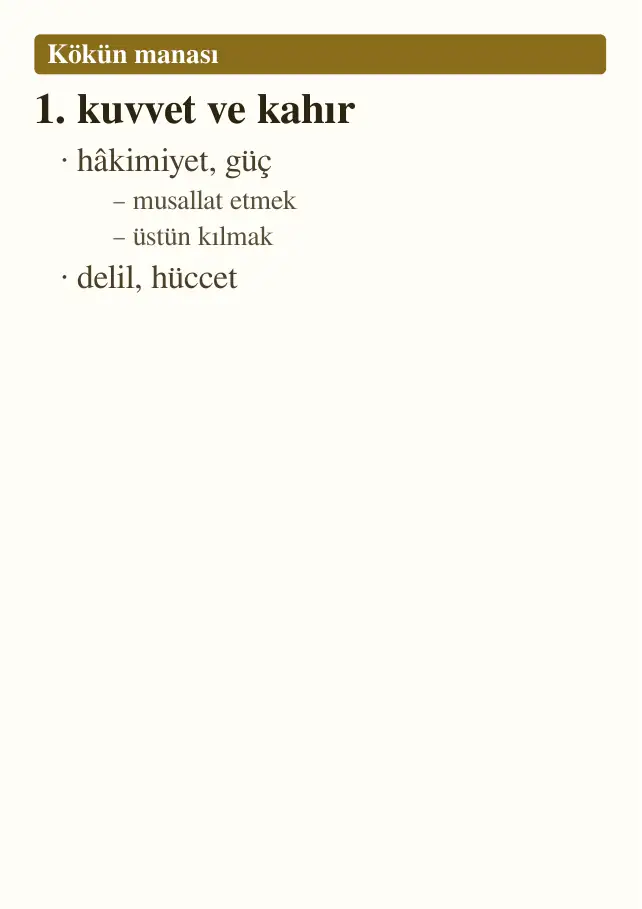 Kökün manası
1. kuvvet ve kahır
· hâkimiyet, güç
– musallat etmek
– üstün kılmak
· delil, hüccet